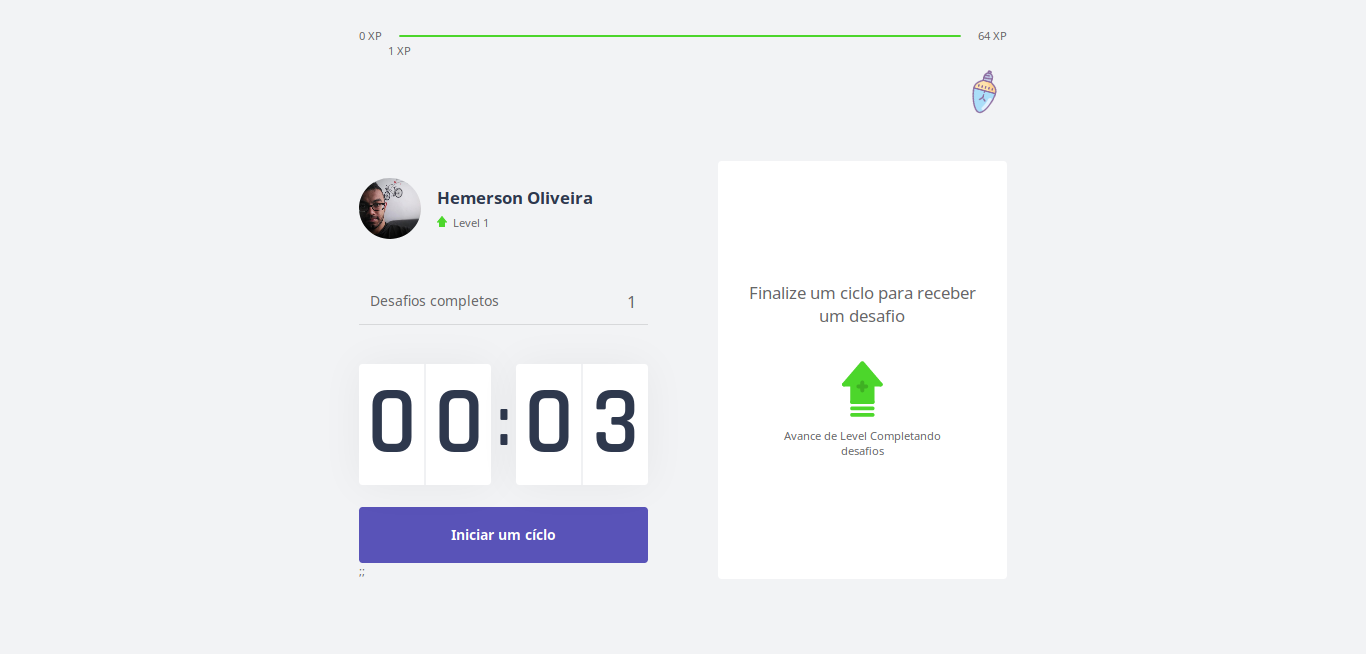 0 XP 64 XP
1 XP
Hemerson Oliveira
Level 1
Desafios completos 1
00:03
Iniciar um cíclo
;;
Finalize um ciclo para receber
um desafio
Avance de Level Completando
desafios